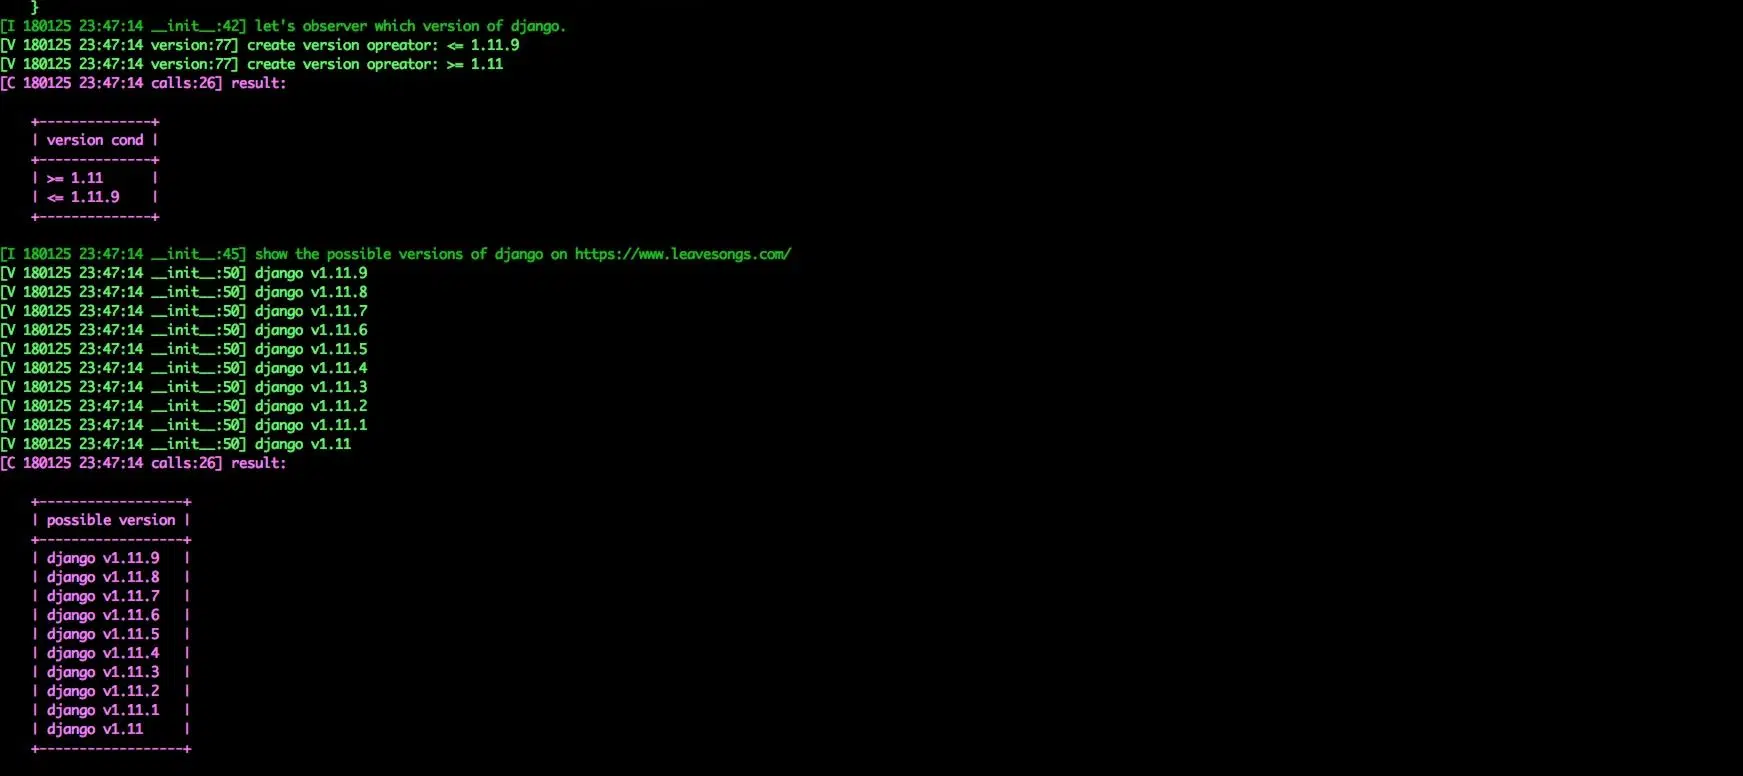 }
[I 180125 23:47:14 __init__:42] let's observer which version of django.
[V 180125 23:47:14 version:77] create version opreator: <= 1.11.9
[V 180125 23:47:14 version:77] create version opreator: >= 1.11
[C 180125 23:47:14 calls:26] result:
+--------------+
| version cond |
+--------------+
| >= 1.11      |
| <= 1.11.9    |
+--------------+
[I 180125 23:47:14 __init__:45] show the possible versions of django on https://www.leavesongs.com/
[V 180125 23:47:14 __init__:50] django v1.11.9
[V 180125 23:47:14 __init__:50] django v1.11.8
[V 180125 23:47:14 __init__:50] django v1.11.7
[V 180125 23:47:14 __init__:50] django v1.11.6
[V 180125 23:47:14 __init__:50] django v1.11.5
[V 180125 23:47:14 __init__:50] django v1.11.4
[V 180125 23:47:14 __init__:50] django v1.11.3
[V 180125 23:47:14 __init__:50] django v1.11.2
[V 180125 23:47:14 __init__:50] django v1.11.1
[V 180125 23:47:14 __init__:50] django v1.11
[C 180125 23:47:14 calls:26] result:
+------------------+
| possible version |
+------------------+
| django v1.11.9   |
| django v1.11.8   |
| django v1.11.7   |
| django v1.11.6   |
| django v1.11.5   |
| django v1.11.4   |
| django v1.11.3   |
| django v1.11.2   |
| django v1.11.1   |
| django v1.11     |
+------------------+